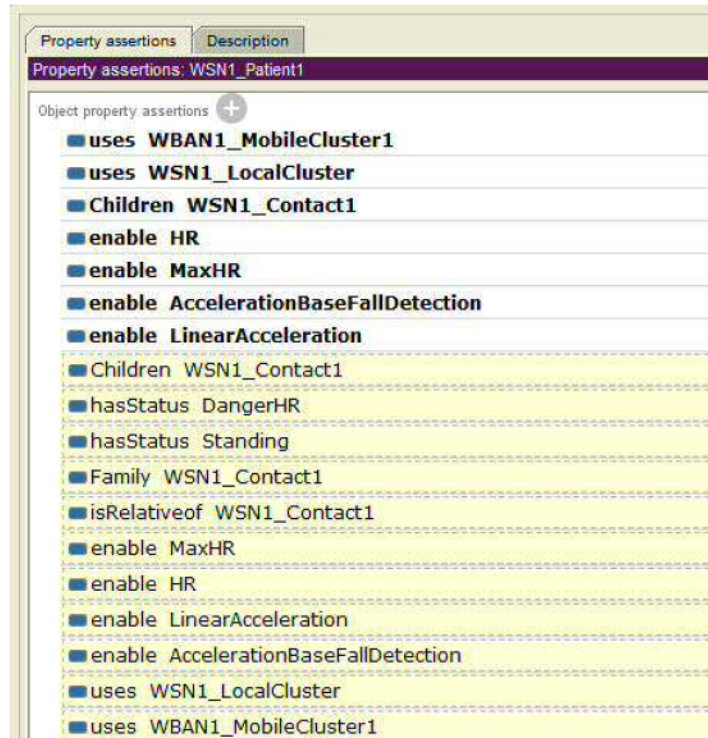 Property assertions Description
Property assertions: WSN1_Patient1
Object property assertions
uses WBAN1_MobileCluster1
uses WSN1_LocalCluster
Children WSN1_Contact1
enable HR
enable MaxHR
enable AccelerationBaseFallDetection
enable LinearAcceleration
Children WSN1_Contact1
hasStatus DangerHR
hasStatus Standing
Family WSN1_Contact1
isRelativeof WSN1_Contact1
enable MaxHR
enable HR
enable LinearAcceleration
enable AccelerationBaseFallDetection
uses WSN1_LocalCluster
uses WBAN1_MobileCluster1